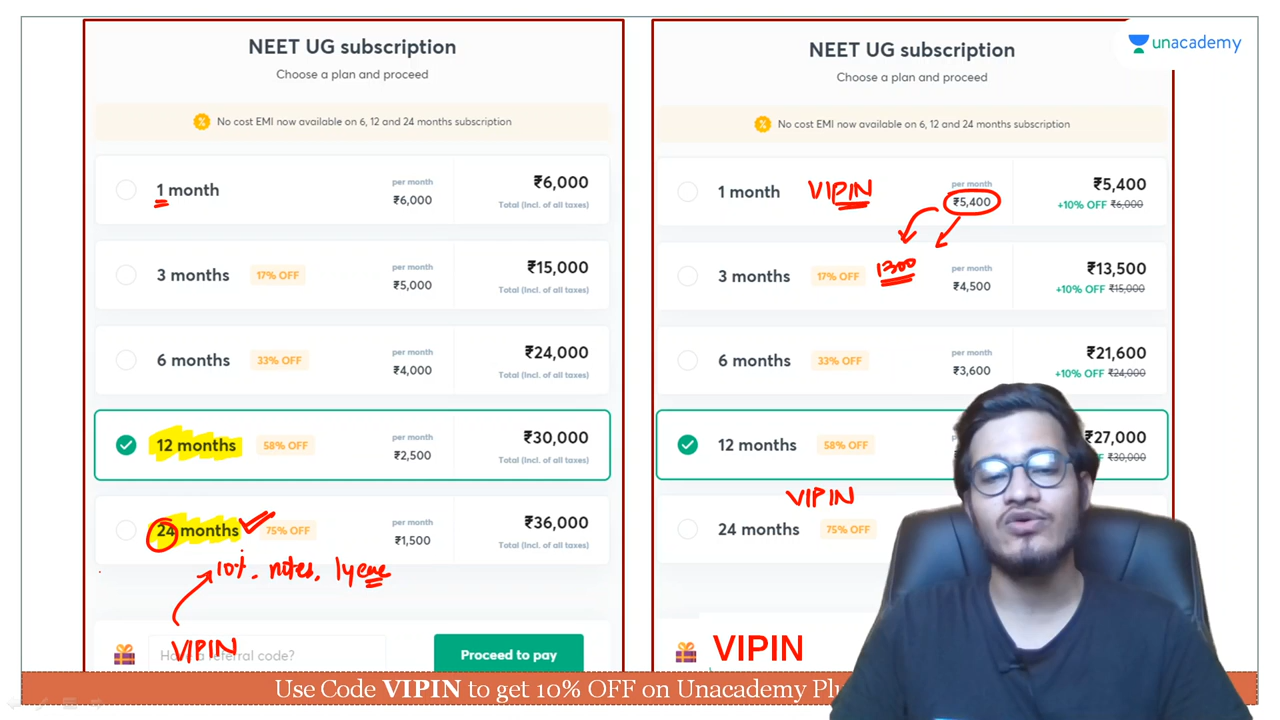 NEET UG subscription
Choose a plan and proceed
No cost EMI now available on 6, 12 and 24 months subscription
1 month
per month
₹6,000
₹6,000
Total (Incl. of all taxes)
3 months
17% OFF
per month
₹5,000
₹15,000
Total (Incl. of all taxes)
6 months
33% OFF
per month
₹4,000
₹24,000
Total (Incl. of all taxes)
12 months
58% OFF
per month
₹2,500
₹30,000
Total (Incl. of all taxes)
24 months
75% OFF
per month
₹1,500
₹36,000
Total (Incl. of all taxes)
10%. notes,
VIPIN
referral code?
Proceed to pay
unacademy
NEET UG subscription
Choose a plan and proceed
No cost EMI now available on 6, 12 and 24 months subscription
1 month
VIPIN
per month
₹5,400
₹5,400
+10% OFF ₹6,000
3 months
17% OFF
1300
per month
₹4,500
₹13,500
+10% OFF ₹15,000
6 months
33% OFF
per month
₹3,600
₹21,600
+10% OFF ₹24,000
12 months
58% OFF
₹27,000
₹30,000
VIPIN
24 months
75% OFF
VIPIN
Use Code VIPIN to get 10% OFF on Unacademy